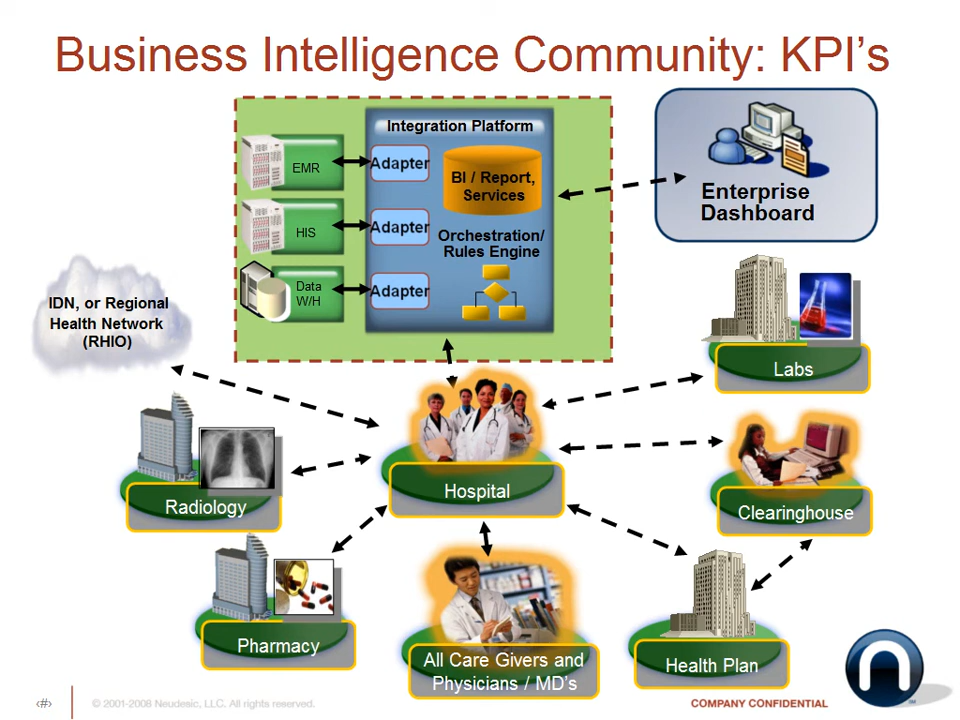 Business Intelligence Community: KPI's
Integration Platform
EMR
Adapter
BI / Report,
Services
HIS
Adapter
Orchestration/
Rules Engine
Data
W/H
Adapter
Enterprise
Dashboard
IDN, or Regional
Health Network
(RHIO)
Labs
Hospital
Radiology
Clearinghouse
Pharmacy
All Care Givers and
Physicians / MD's
Health Plan
‹#›
© 2001-2008 Neudesic, LLC. All rights reserved.
COMPANY CONFIDENTIAL
n
SM